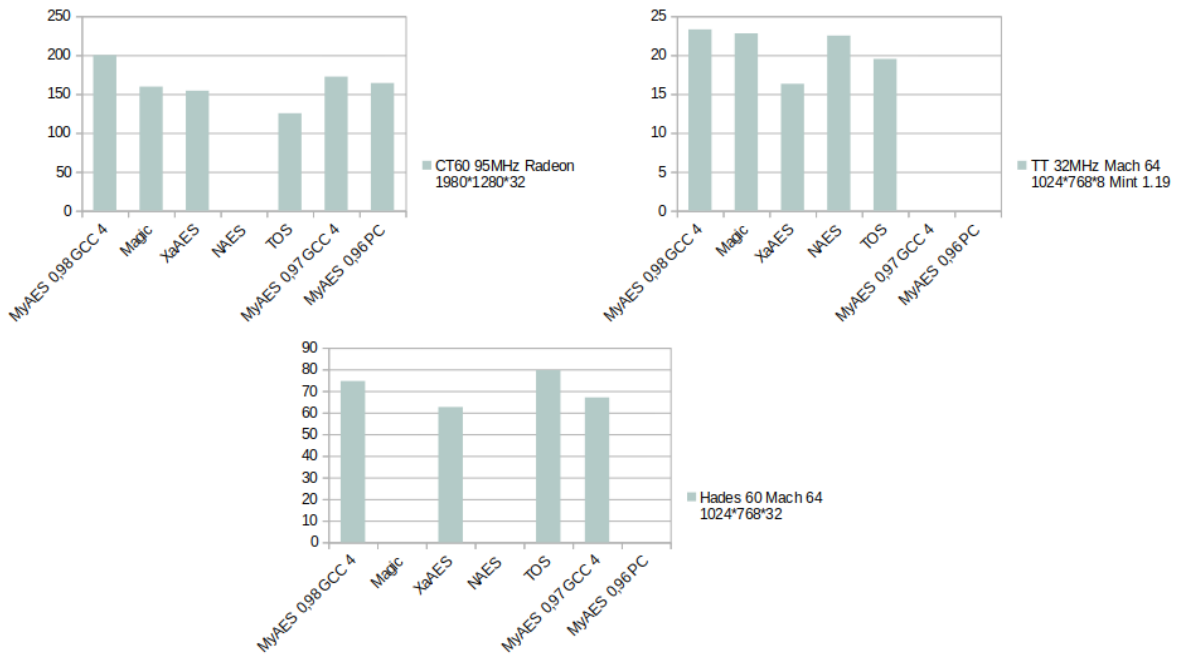 250
200
150
100
50
0
MyAES 0,98 GCC 4
Magic
XaAES
NAES
TOS
MyAES 0,97 GCC 4
MyAES 0,96 PC
CT60 95MHz Radeon
1980*1280*32
25
20
15
10
5
0
MyAES 0,98 GCC 4
Magic
XaAES
NAES
TOS
MyAES 0,97 GCC 4
MyAES 0,96 PC
TT 32MHz Mach 64
1024*768*8 Mint 1.19
90
80
70
60
50
40
30
20
10
0
MyAES 0,98 GCC 4
Magic
XaAES
NAES
TOS
MyAES 0,97 GCC 4
MyAES 0,96 PC
Hades 60 Mach 64
1024*768*32